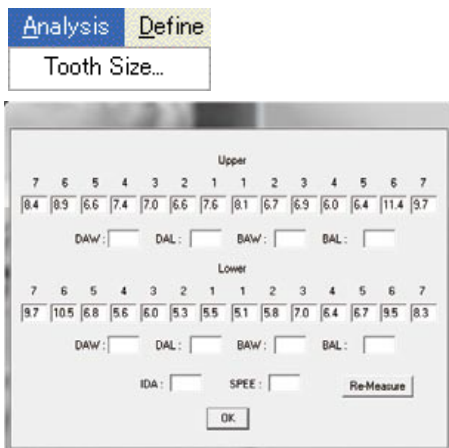 Analysis Define
Tooth Size...
Upper
7 6 5 4 3 2 1 1 2 3 4 5 6 7
8.4 8.9 6.6 7.4 7.0 6.6 7.6 8.1 6.7 6.9 6.0 6.4 11.4 9.7
DAW : DAL : BAW : BAL :
Lower
7 6 5 4 3 2 1 1 2 3 4 5 6 7
9.7 10.5 6.8 5.6 6.0 5.3 5.5 5.1 5.8 7.0 6.4 6.7 9.5 8.3
DAW : DAL : BAW : BAL :
IDA : SPEE : Re-Measure
OK